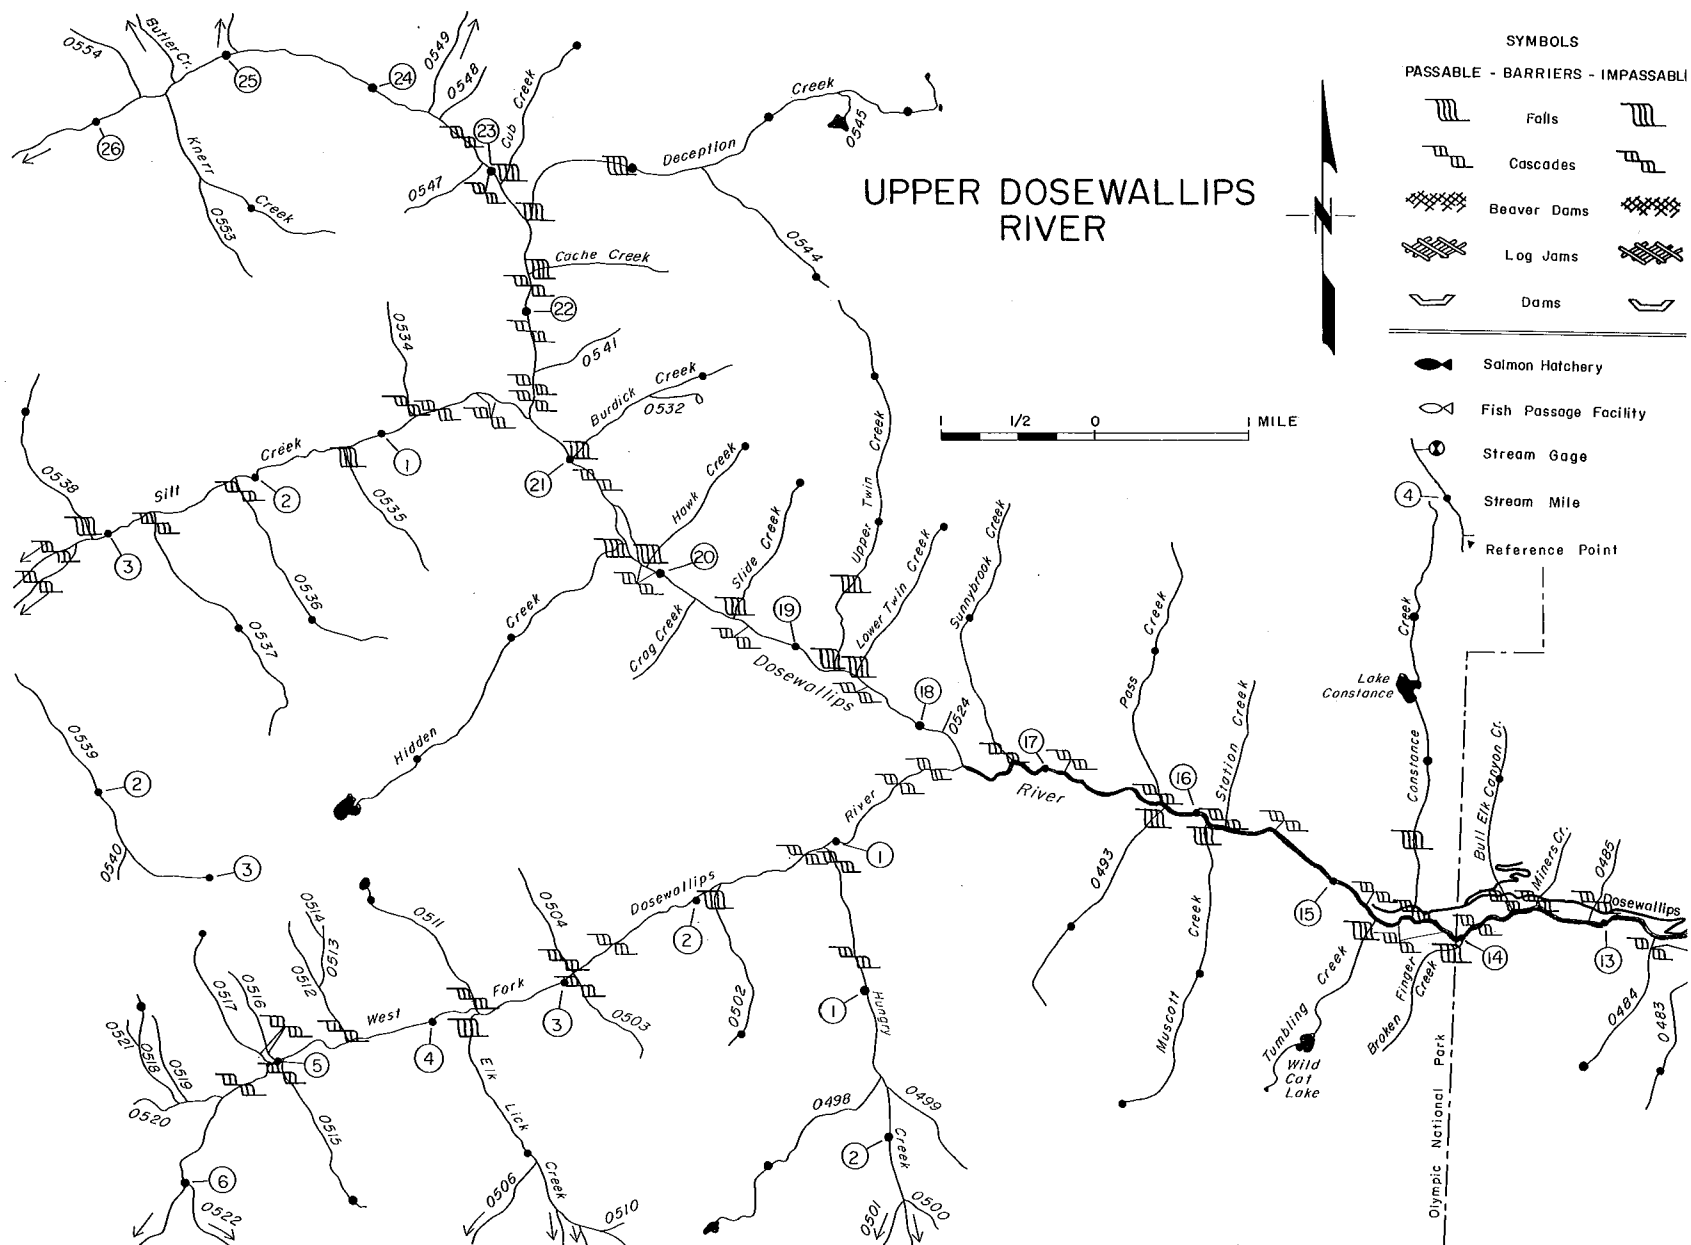 UPPER DOSEWALLIPS
RIVER
SYMBOLS
PASSABLE - BARRIERS - IMPASSABL
Falls
Cascades
Beaver Dams
Log Jams
Dams
Salmon Hatchery
Fish Passage Facility
Stream Gage
4
Stream Mile
Reference Point
N
1 1/2 0 1 MILE
0554
Butler Cr.
25
24
0549
0548
Cub Creek
23
26
Knerr
Creek
0553
0547
Deception
Creek
0545
0544
Cache Creek
22
0534
0541
Burdick Creek
0532
21
1
Silt
Creek
2
0535
0538
3
0536
0537
Hawk Creek
20
Slide Creek
Upper Twin Creek
Lower Twin Creek
Sunnybrook Creek
19
Crag Creek
Hidden
Creek
Dosewallips
18
0524
17
River
Pass
Creek
16
Station Creek
Lake
Constance
Creek
Constance
Bull Elk Canyon Cr.
Miners Cr.
0485
Dosewallips
0539
2
0540
3
River
1
Dosewallips
2
0493
Muscott
Creek
15
14
13
Tumbling
Creek
Broken Finger
Creek
Wild
Cat
Lake
0484
0483
Olympic National Park
0514
0513
0512
0511
0504
0502
0503
Fork
West
3
4
5
0517
0516
0521
0518
0519
0520
0515
6
0522
Elk
Lick
Creek
0506
0510
Hungry
1
0498
0499
2
Creek
0501
0500